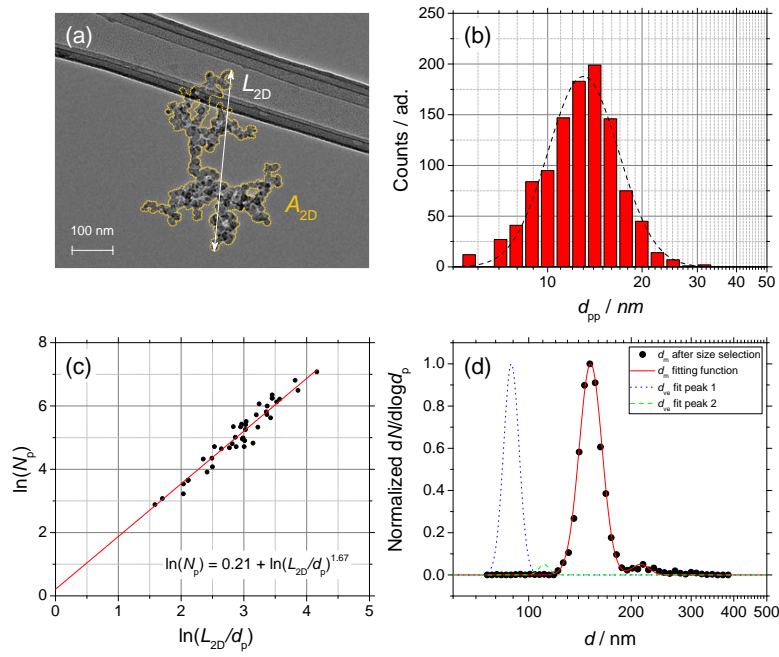 (a)
L2D
A2D
100 nm
(b)
Counts / ad.
250
200
150
100
50
0
10
20
30
40
50
dpp / nm
(c)
ln(Np)
8
6
4
2
0
0
1
2
3
4
5
ln(Np) = 0.21 + ln(L2D/dp)^1.67
ln(L2D/dp)
(d)
Normalized dN/dlogdp
1.0
0.8
0.6
0.4
0.2
0.0
dm after size selection
dm fitting function
dve fit peak 1
dve fit peak 2
100
200
300
400
500
d / nm